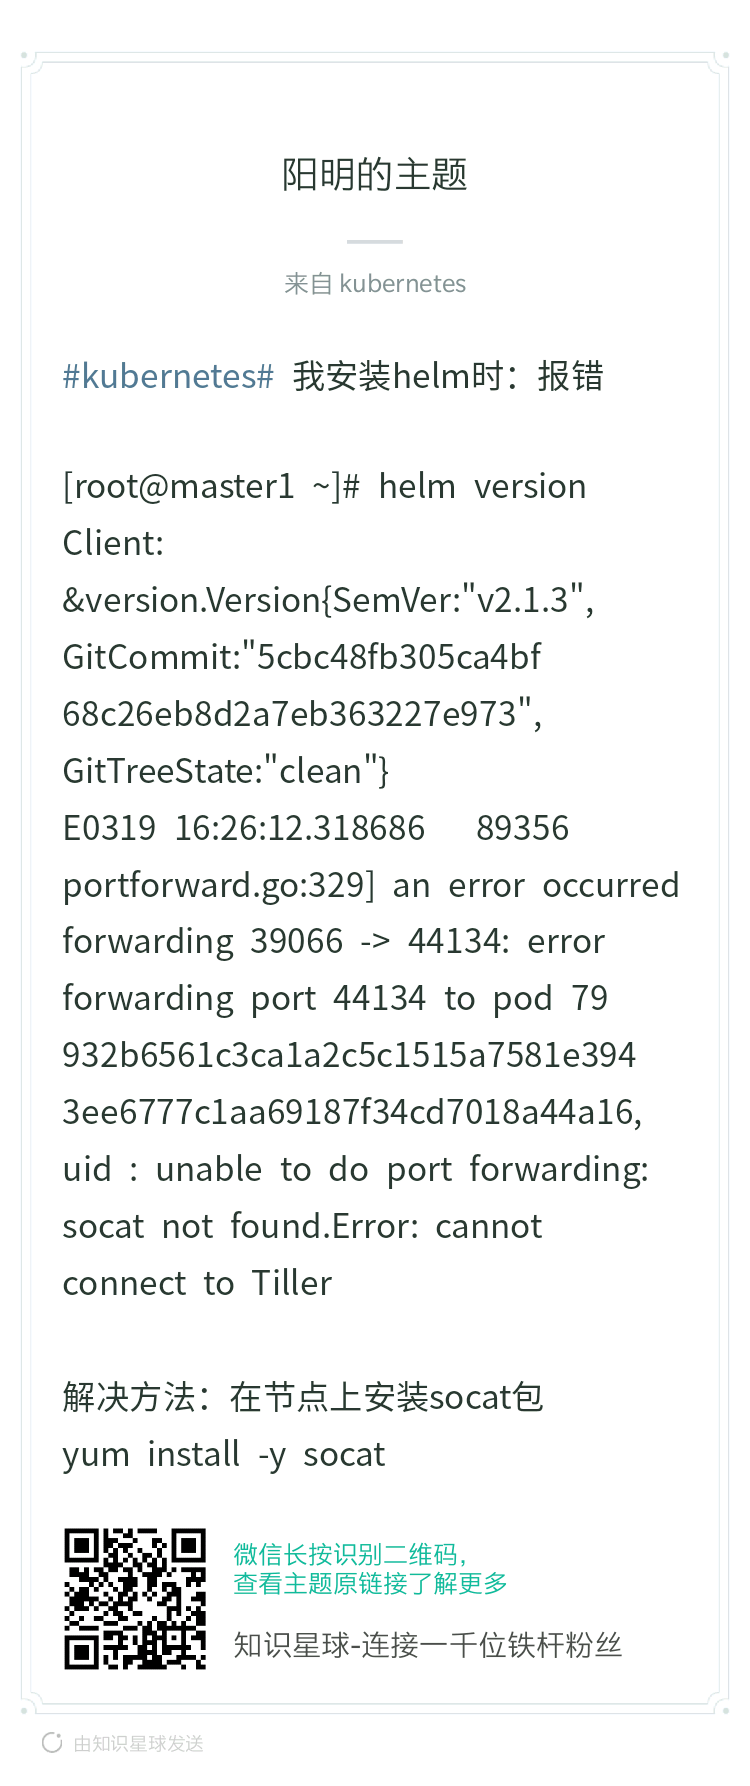 阳明的主题
来自 kubernetes
#kubernetes# 我安装helm时：报错
[root@master1 ~]# helm version
Client:
&version.Version{SemVer:"v2.1.3",
GitCommit:"5cbc48fb305ca4bf
68c26eb8d2a7eb363227e973",
GitTreeState:"clean"}
E0319 16:26:12.318686 89356
portforward.go:329] an error occurred
forwarding 39066 -> 44134: error
forwarding port 44134 to pod 79
932b6561c3ca1a2c5c1515a7581e394
3ee6777c1aa69187f34cd7018a44a16,
uid : unable to do port forwarding:
socat not found.Error: cannot
connect to Tiller
解决方法：在节点上安装socat包
yum install -y socat
微信长按识别二维码，
查看主题原链接了解更多
知识星球-连接一千位铁杆粉丝
由知识星球发送